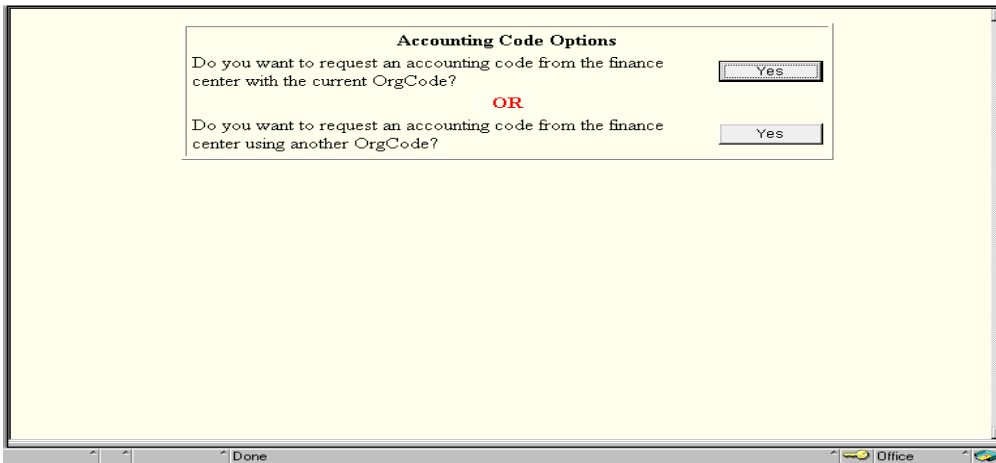 Accounting Code Options
Do you want to request an accounting code from the finance
center with the current OrgCode?
Yes
OR
Do you want to request an accounting code from the finance
center using another OrgCode?
Yes
Done
Office